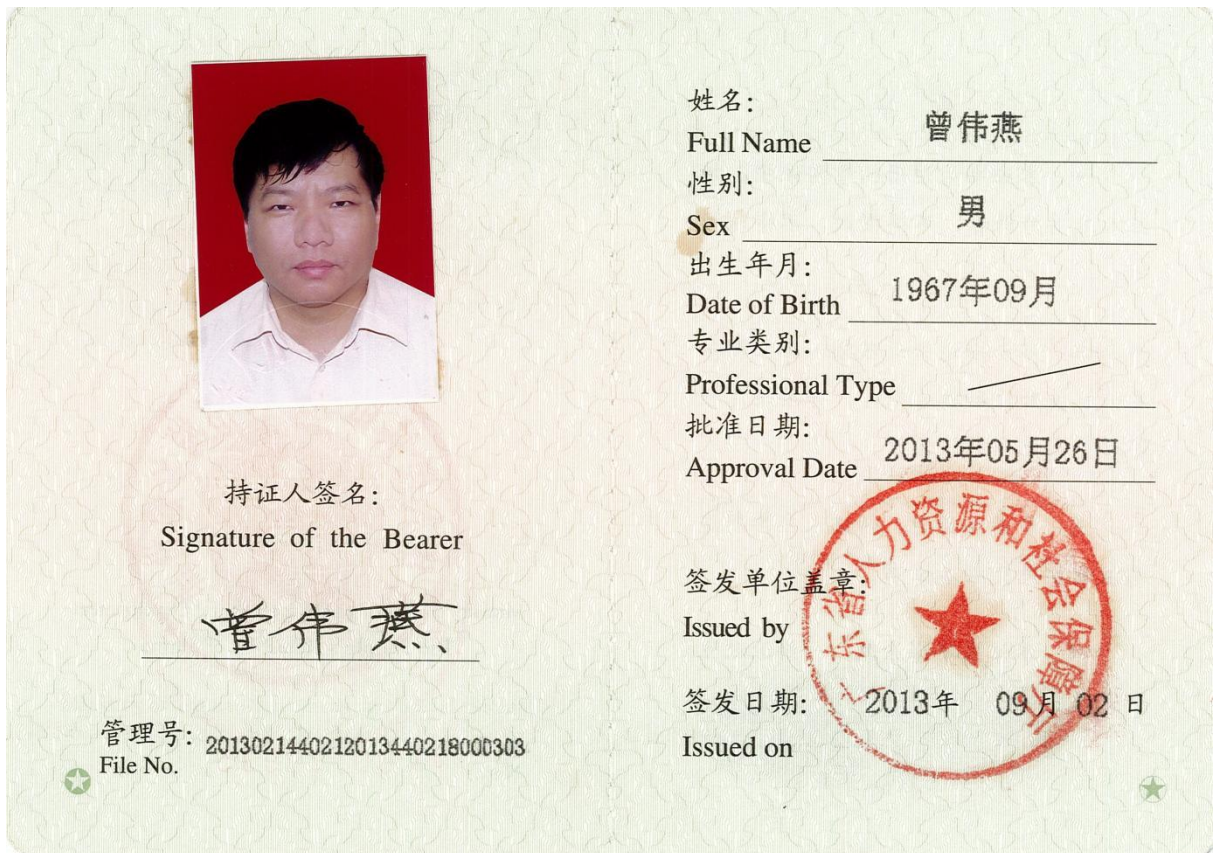 持证人签名:
Signature of the Bearer
曾伟燕
管理号: 2013021440212013440218000303
File No.
姓名:
Full Name 曾伟燕
性别:
Sex 男
出生年月:
Date of Birth 1967年09月
专业类别:
Professional Type
批准日期:
Approval Date 2013年05月26日
签发单位盖章:
Issued by
广东省人力资源和社会保障厅
签发日期: 2013年 09月 02 日
Issued on